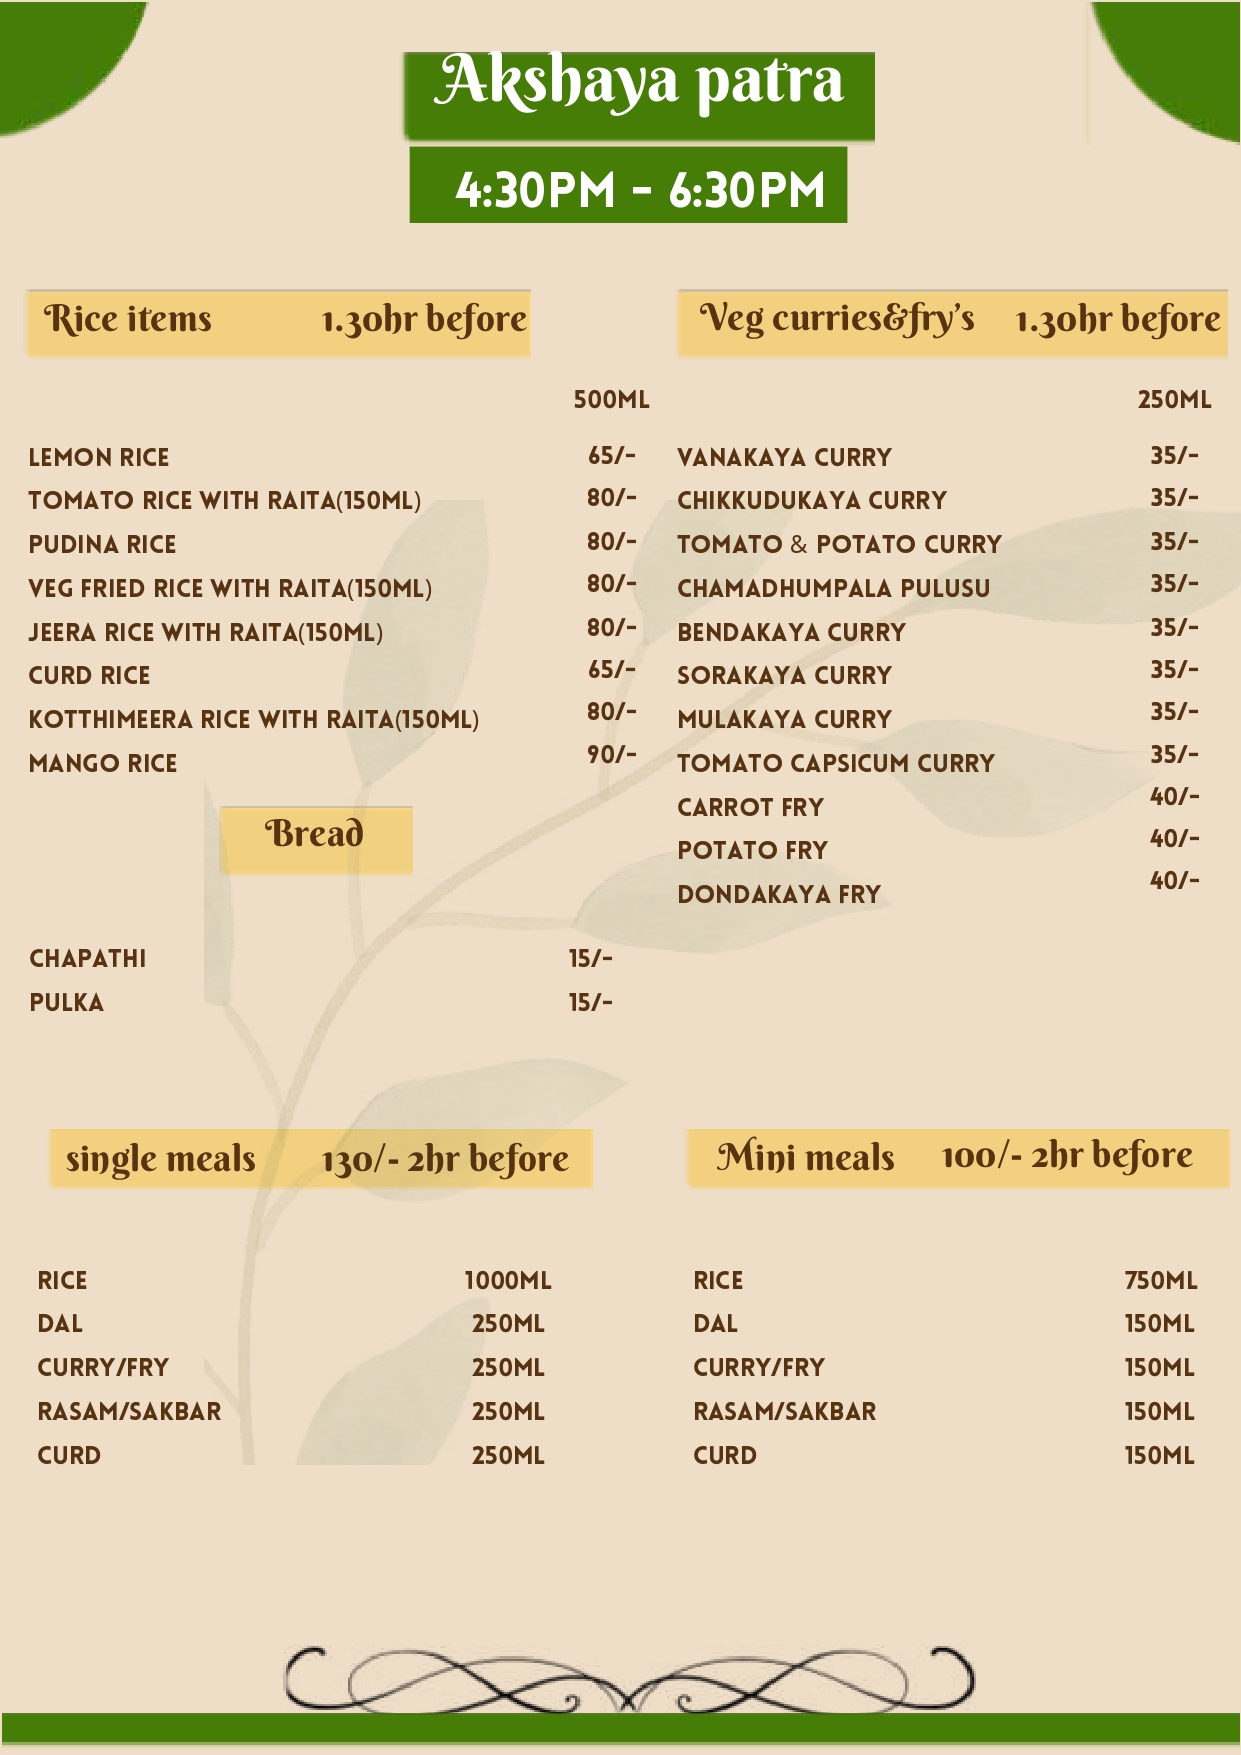 Akshaya patra
4:30PM - 6:30PM
Rice items 1.30hr before
500ML
LEMON RICE 65/-
TOMATO RICE WITH RAITA(150ML) 80/-
PUDINA RICE 80/-
VEG FRIED RICE WITH RAITA(150ML) 80/-
JEERA RICE WITH RAITA(150ML) 80/-
CURD RICE 65/-
KOTTHIMEERA RICE WITH RAITA(150ML) 80/-
MANGO RICE 90/-
Bread
CHAPATHI 15/-
PULKA 15/-
Veg curries&fry's 1.30hr before
250ML
VANAKAYA CURRY 35/-
CHIKKUDUKAYA CURRY 35/-
TOMATO & POTATO CURRY 35/-
CHAMADHUMPALA PULUSU 35/-
BENDAKAYA CURRY 35/-
SORAKAYA CURRY 35/-
MULAKAYA CURRY 35/-
TOMATO CAPSICUM CURRY 35/-
CARROT FRY 40/-
POTATO FRY 40/-
DONDAKAYA FRY 40/-
single meals 130/- 2hr before
RICE 1000ML
DAL 250ML
CURRY/FRY 250ML
RASAM/SAKBAR 250ML
CURD 250ML
Mini meals 100/- 2hr before
RICE 750ML
DAL 150ML
CURRY/FRY 150ML
RASAM/SAKBAR 150ML
CURD 150ML